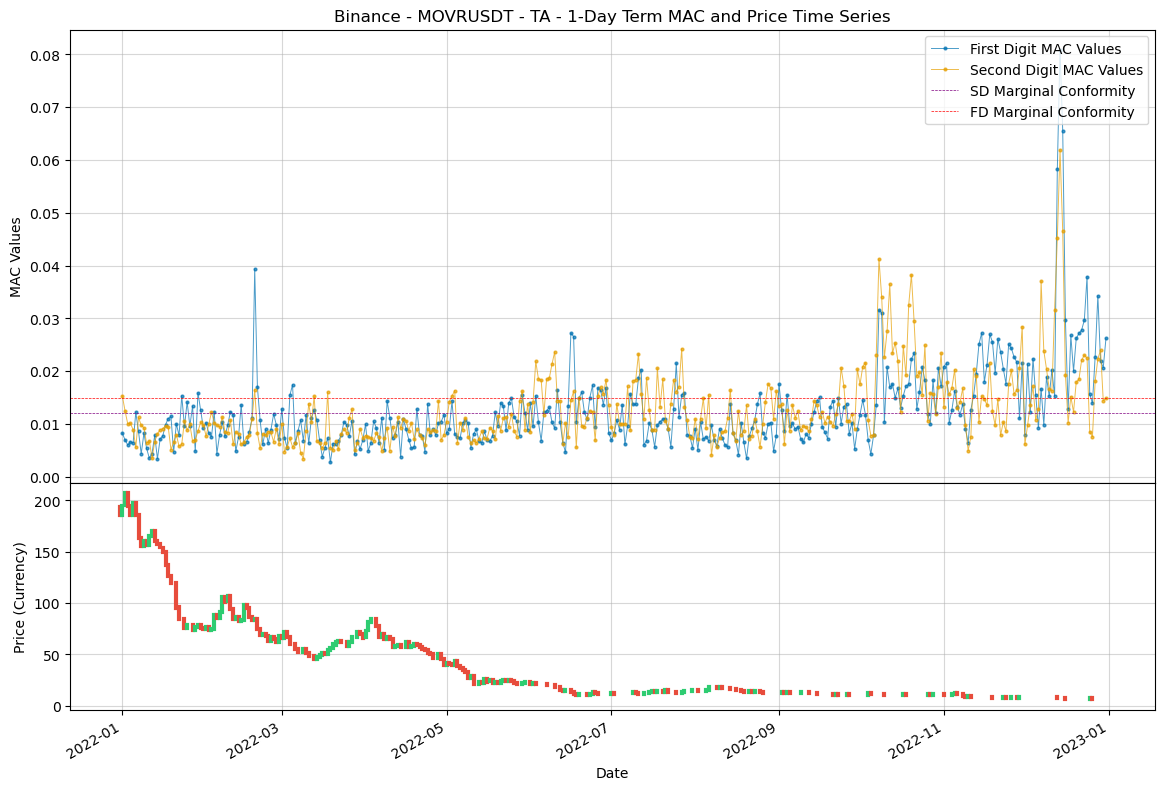 Binance - MOVRUSDT - TA - 1-Day Term MAC and Price Time Series
First Digit MAC Values
Second Digit MAC Values
SD Marginal Conformity
FD Marginal Conformity
MAC Values
0.08
0.07
0.06
0.05
0.04
0.03
0.02
0.01
0.00
Price (Currency)
200
150
100
50
0
2022-01
2022-03
2022-05
2022-07
2022-09
2022-11
2023-01
Date